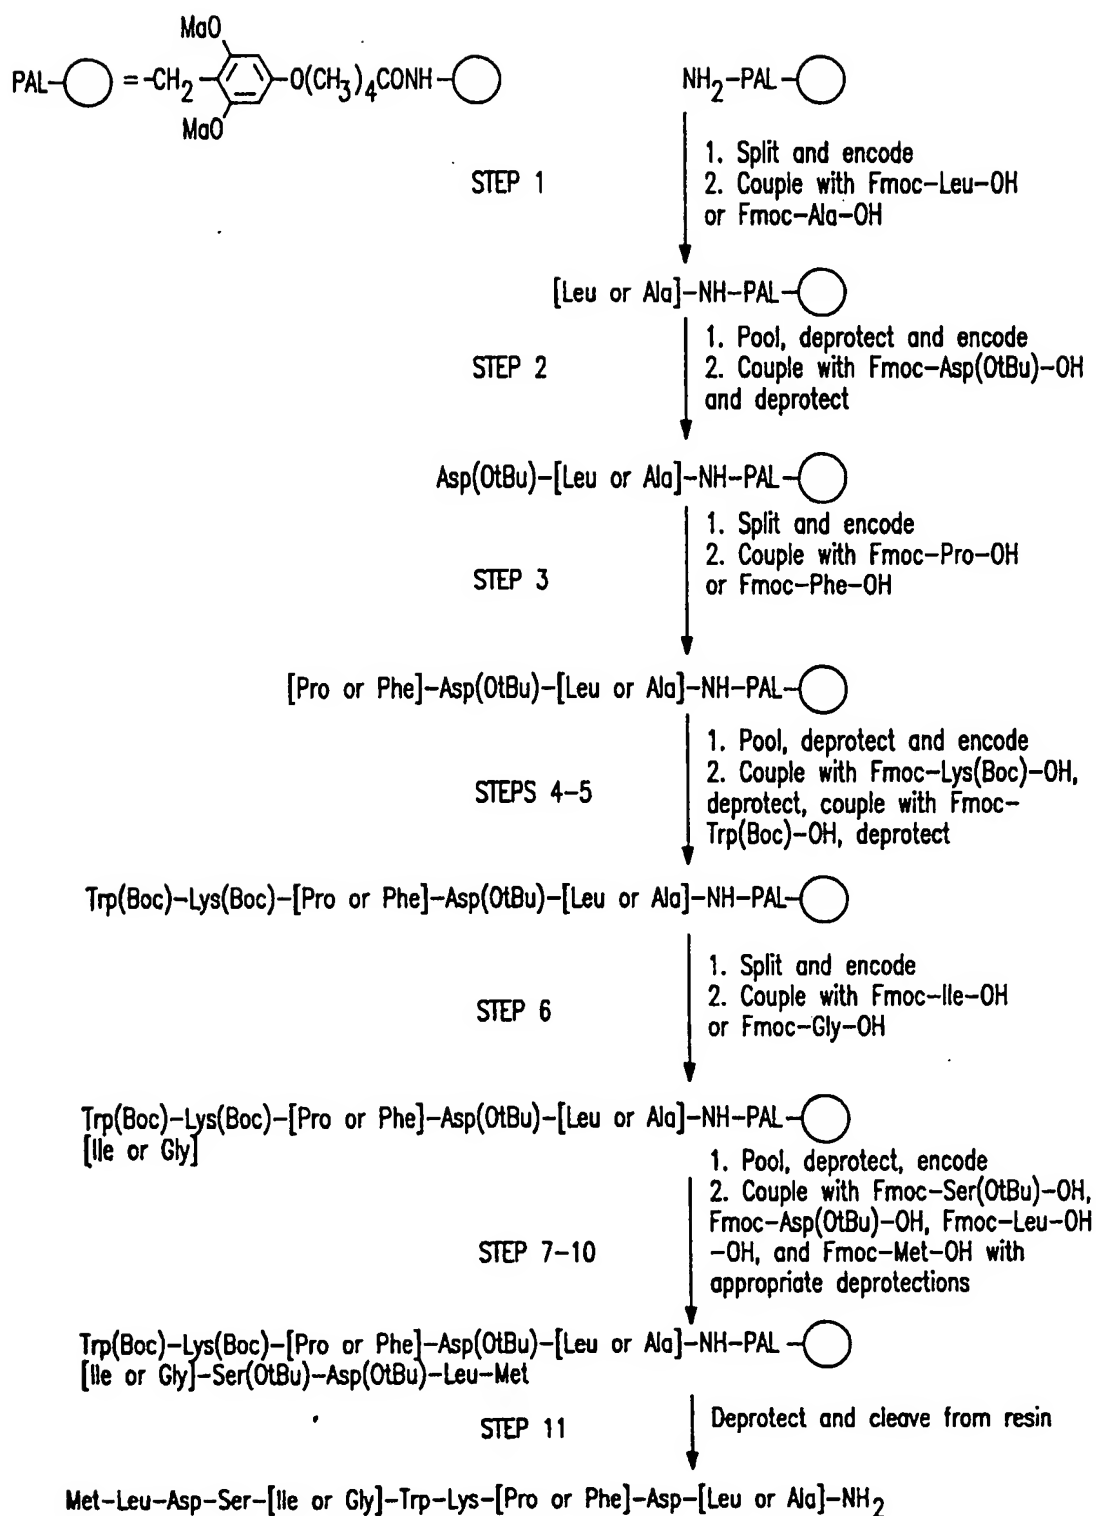 MaO
PAL- =-CH2 -O(CH3)4CONH-
MaO
NH2-PAL-
STEP 1
1. Split and encode
2. Couple with Fmoc-Leu-OH
or Fmoc-Ala-OH
[Leu or Ala]-NH-PAL-
STEP 2
1. Pool, deprotect and encode
2. Couple with Fmoc-Asp(OtBu)-OH
and deprotect
Asp(OtBu)-[Leu or Ala]-NH-PAL-
STEP 3
1. Split and encode
2. Couple with Fmoc-Pro-OH
or Fmoc-Phe-OH
[Pro or Phe]-Asp(OtBu)-[Leu or Ala]-NH-PAL-
STEPS 4-5
1. Pool, deprotect and encode
2. Couple with Fmoc-Lys(Boc)-OH,
deprotect, couple with Fmoc-
Trp(Boc)-OH, deprotect
Trp(Boc)-Lys(Boc)-[Pro or Phe]-Asp(OtBu)-[Leu or Ala]-NH-PAL-
STEP 6
1. Split and encode
2. Couple with Fmoc-Ile-OH
or Fmoc-Gly-OH
Trp(Boc)-Lys(Boc)-[Pro or Phe]-Asp(OtBu)-[Leu or Ala]-NH-PAL-
[Ile or Gly]
STEP 7-10
1. Pool, deprotect, encode
2. Couple with Fmoc-Ser(OtBu)-OH,
Fmoc-Asp(OtBu)-OH, Fmoc-Leu-OH
-OH, and Fmoc-Met-OH with
appropriate deprotections
Trp(Boc)-Lys(Boc)-[Pro or Phe]-Asp(OtBu)-[Leu or Ala]-NH-PAL-
[Ile or Gly]-Ser(OtBu)-Asp(OtBu)-Leu-Met
STEP 11
Deprotect and cleave from resin
Met-Leu-Asp-Ser-[Ile or Gly]-Trp-Lys-[Pro or Phe]-Asp-[Leu or Ala]-NH2